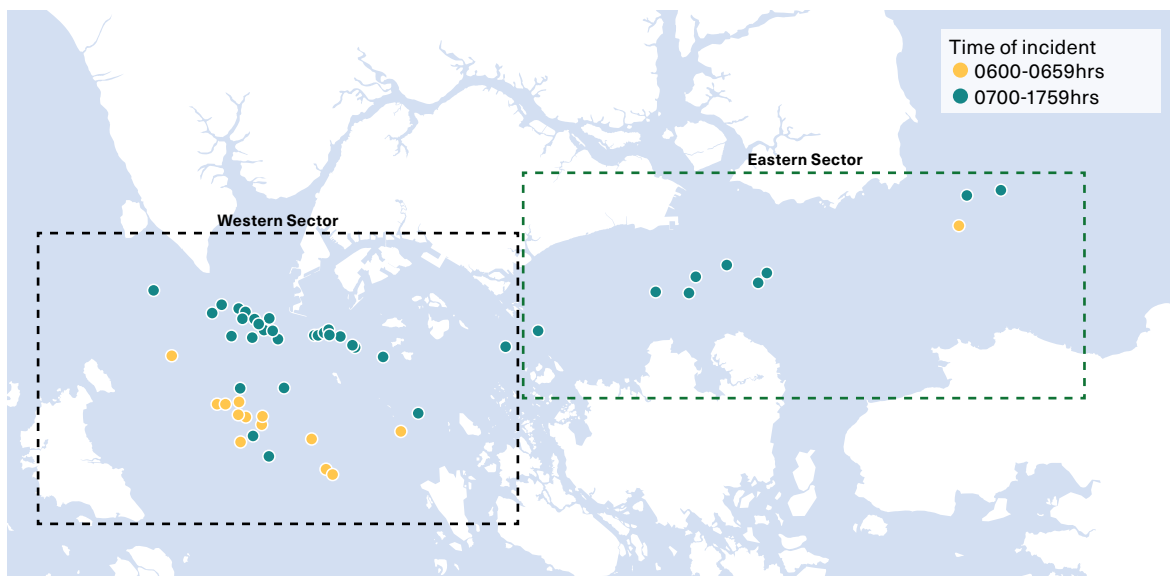 Time of incident
0600-0659hrs
0700-1759hrs
Eastern Sector
Western Sector